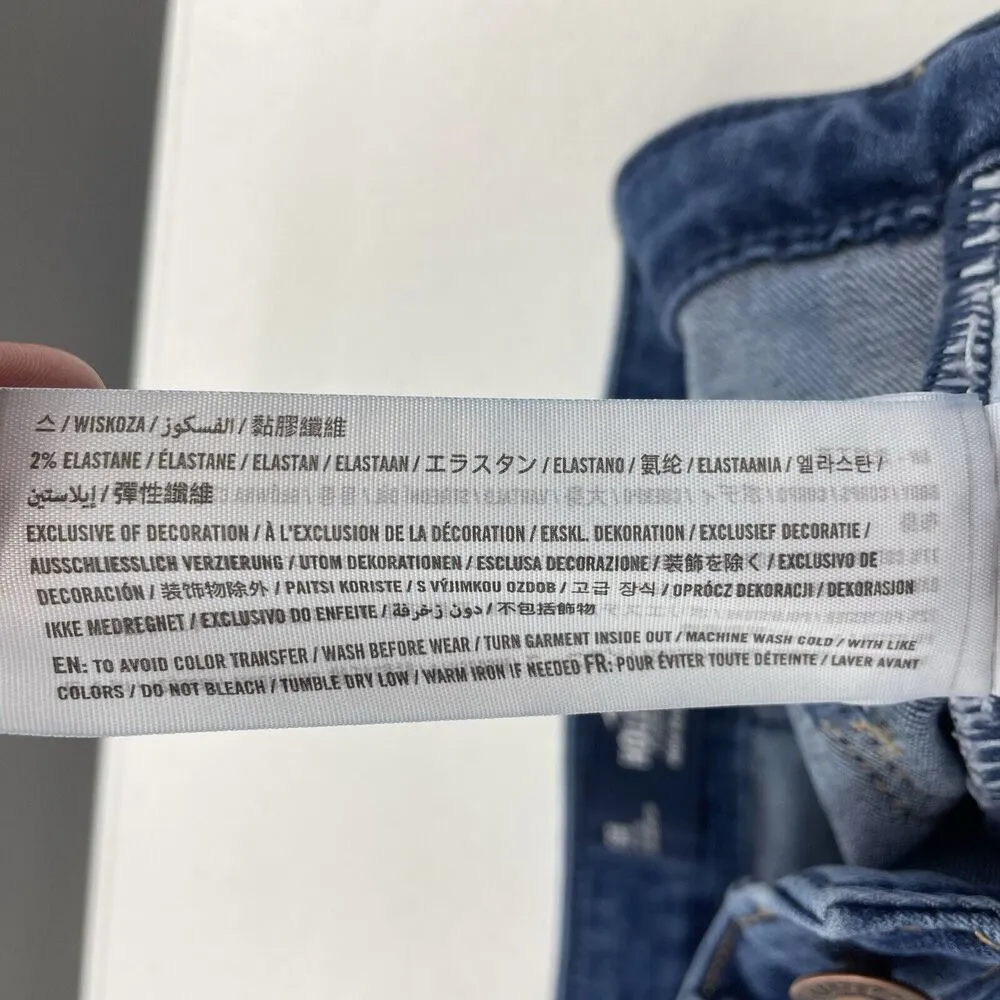 스 / WISKOZA / الفسكوز / 黏膠纖維
2% ELASTANE / ÉLASTANE / ELASTAN / ELASTAAN / エラスタン / ELASTANO / 氨纶 / ELASTAANIA / 엘라스탄 /
إيلاستين / 彈性纖維
EXCLUSIVE OF DECORATION / À L'EXCLUSION DE LA DÉCORATION / EKSKL. DEKORATION / EXCLUSIEF DECORATIE /
AUSSCHLIESSLICH VERZIERUNG / UTOM DEKORATIONEN / ESCLUSA DECORAZIONE / 装飾を除く / EXCLUSIVO DE
DECORACIÓN / 装饰物除外 / PAITSI KORISTE / S VÝJIMKOU OZDOB / 고급 장식 / OPRÓCZ DEKORACJI / DEKORASJON
IKKE MEDREGNET / EXCLUSIVO DO ENFEITE / دون زخرفة / 不包括飾物
EN: TO AVOID COLOR TRANSFER / WASH BEFORE WEAR / TURN GARMENT INSIDE OUT / MACHINE WASH COLD / WITH LIKE
COLORS / DO NOT BLEACH / TUMBLE DRY LOW / WARM IRON IF NEEDED FR: POUR ÉVITER TOUTE DÉTEINTE / LAVER AVANT